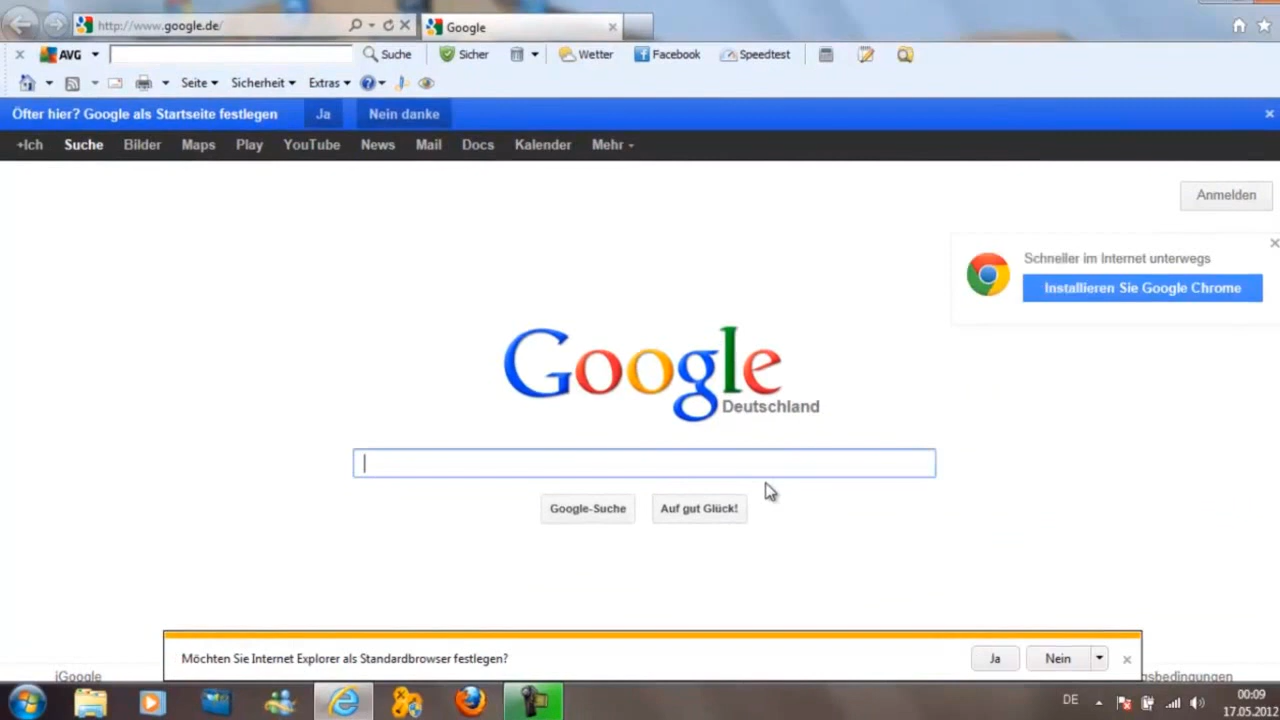 http://www.google.de/
Google
AVG
Suche
Sicher
Wetter
Facebook
Speedtest
Seite
Sicherheit
Extras
Öfter hier? Google als Startseite festlegen
Ja
Nein danke
+Ich
Suche
Bilder
Maps
Play
YouTube
News
Mail
Docs
Kalender
Mehr
Anmelden
Schneller im Internet unterwegs
Installieren Sie Google Chrome
Google
Deutschland
Google-Suche
Auf gut Glück!
Möchten Sie Internet Explorer als Standardbrowser festlegen?
Ja
Nein
iGoogle
DE
00:09
17.05.2012